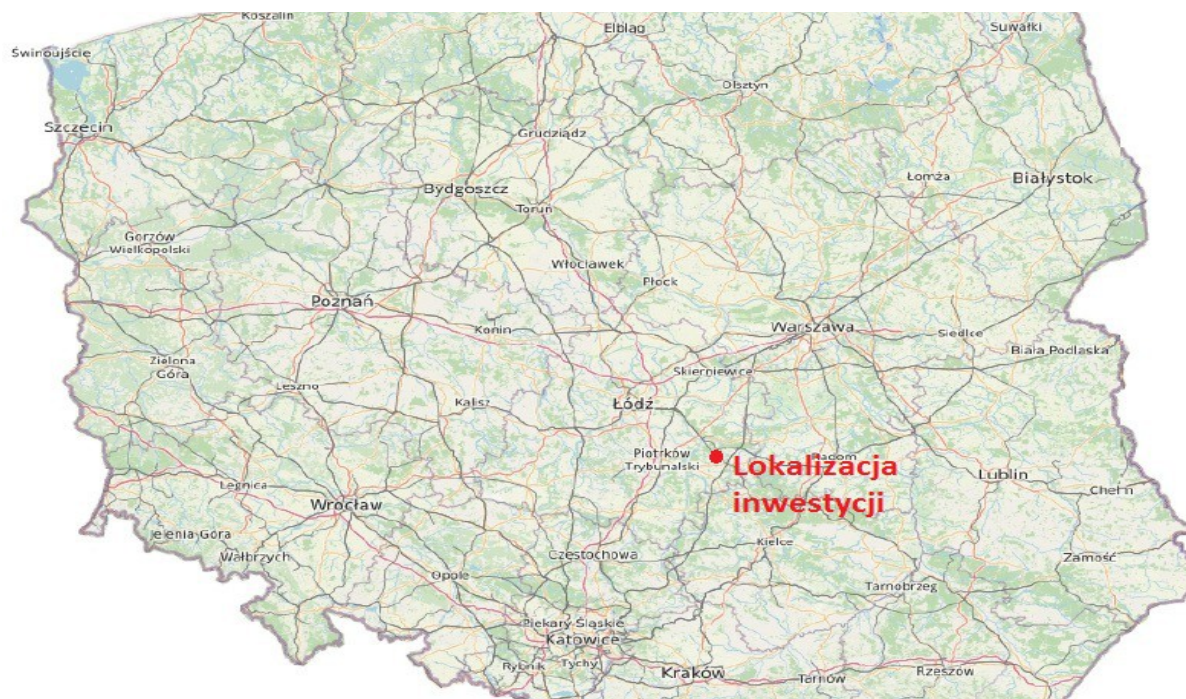 Koszalin
Elbląg
Suwałki
Świnoujście
Olsztyn
Szczecin
Grudziądz
Łomża
Białystok
Bydgoszcz
Toruń
Gorzów
Wielkopolski
Włocławek
Płock
Poznań
Konin
Warszawa
Siedlce
Biała Podlaska
Zielona
Góra
Skierniewice
Leszno
Kalisz
Łódź
Piotrków
Trybunalski
Radom
Lokalizacja
inwestycji
Lublin
Chełm
Legnica
Wrocław
Jelenia Góra
Wałbrzych
Częstochowa
Kielce
Zamość
Opole
Tarnobrzeg
Piekary Śląskie
Katowice
Rybnik
Tychy
Kraków
Tarnów
Rzeszów